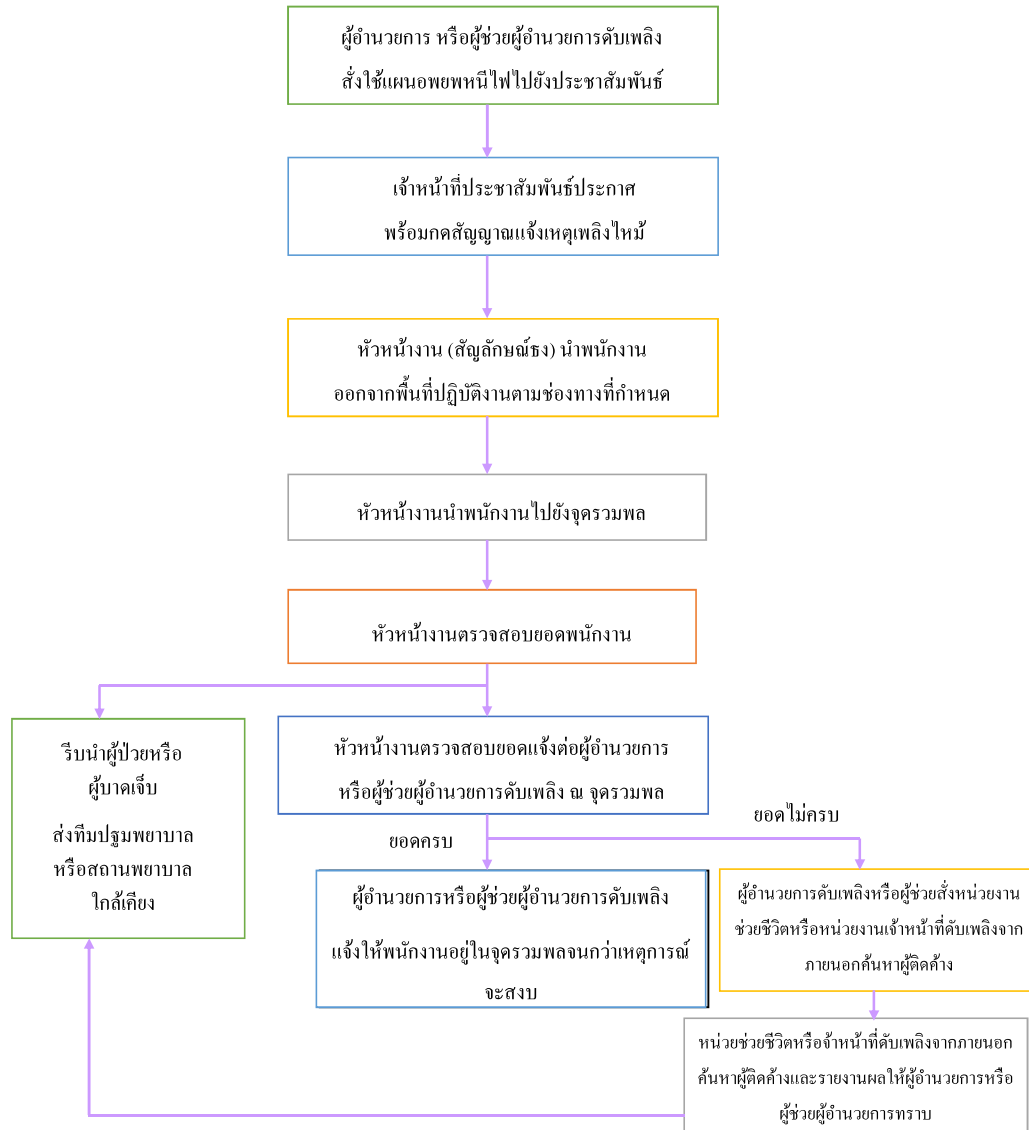 ผู้อำนวยการ หรือผู้ช่วยผู้อำนวยการดับเพลิง
สั่งใช้แผนอพยพหนีไฟไปยังประชาสัมพันธ์
เจ้าหน้าที่ประชาสัมพันธ์ประกาศ
พร้อมกดสัญญาณแจ้งเหตุเพลิงไหม้
หัวหน้างาน (สัญลักษณ์ธง) นำพนักงาน
ออกจากพื้นที่ปฏิบัติงานตามช่องทางที่กำหนด
หัวหน้างานนำพนักงานไปยังจุดรวมพล
หัวหน้างานตรวจสอบยอดพนักงาน
รีบนำผู้ป่วยหรือ
ผู้บาดเจ็บ
ส่งทีมปฐมพยาบาล
หรือสถานพยาบาล
ใกล้เคียง
หัวหน้างานตรวจสอบยอดแจ้งต่อผู้อำนวยการ
หรือผู้ช่วยผู้อำนวยการดับเพลิง ณ จุดรวมพล
ยอดครบ
ยอดไม่ครบ
ผู้อำนวยการหรือผู้ช่วยผู้อำนวยการดับเพลิง
แจ้งให้พนักงานอยู่ในจุดรวมพลจนกว่าเหตุการณ์
จะสงบ
ผู้อำนวยการดับเพลิงหรือผู้ช่วยสั่งหน่วยงาน
ช่วยชีวิตหรือหน่วยงานเจ้าหน้าที่ดับเพลิงจาก
ภายนอกค้นหาผู้ติดค้าง
หน่วยช่วยชีวิตหรือจ้าหน้าที่ดับเพลิงจากภายนอก
ค้นหาผู้ติดค้างและรายงานผลให้ผู้อำนวยการหรือ
ผู้ช่วยผู้อำนวยการทราบ